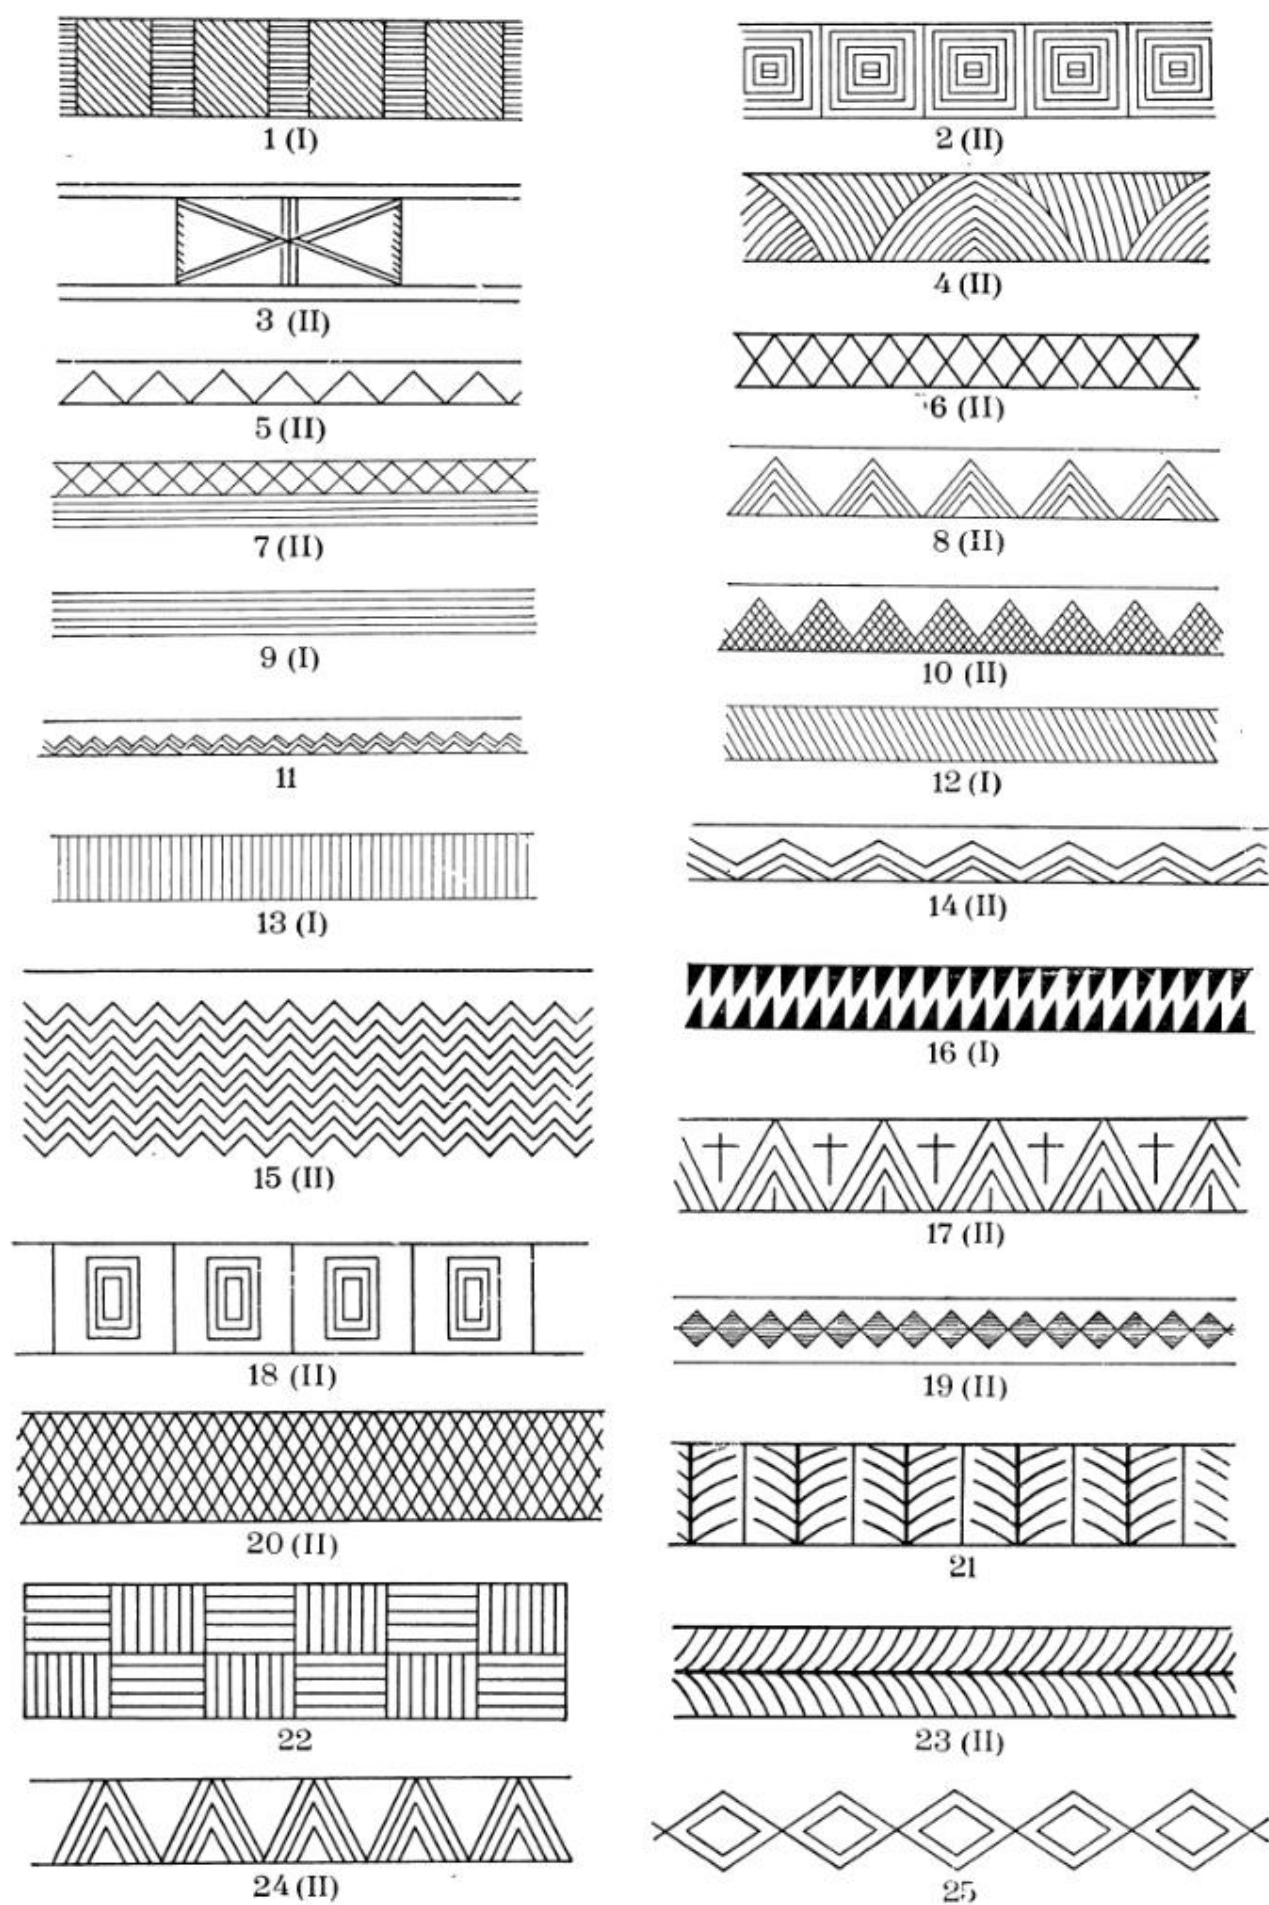 1 (I)
2 (II)
3 (II)
4 (II)
5 (II)
6 (II)
7 (II)
8 (II)
9 (I)
10 (II)
11
12 (I)
13 (I)
14 (II)
15 (II)
16 (I)
17 (II)
18 (II)
19 (II)
20 (II)
21
22
23 (II)
24 (II)
25